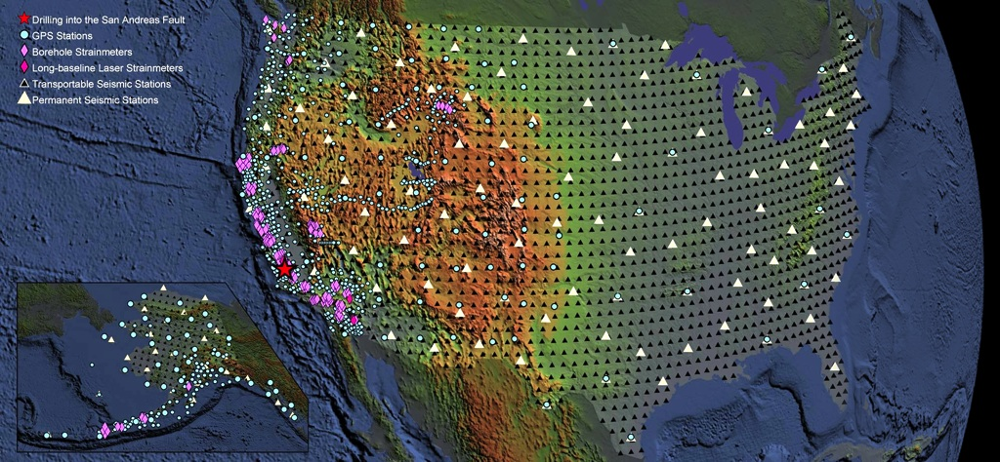 Drilling into the San Andreas Fault
GPS Stations
Borehole Strainmeters
Long-baseline Laser Strainmeters
Transportable Seismic Stations
Permanent Seismic Stations